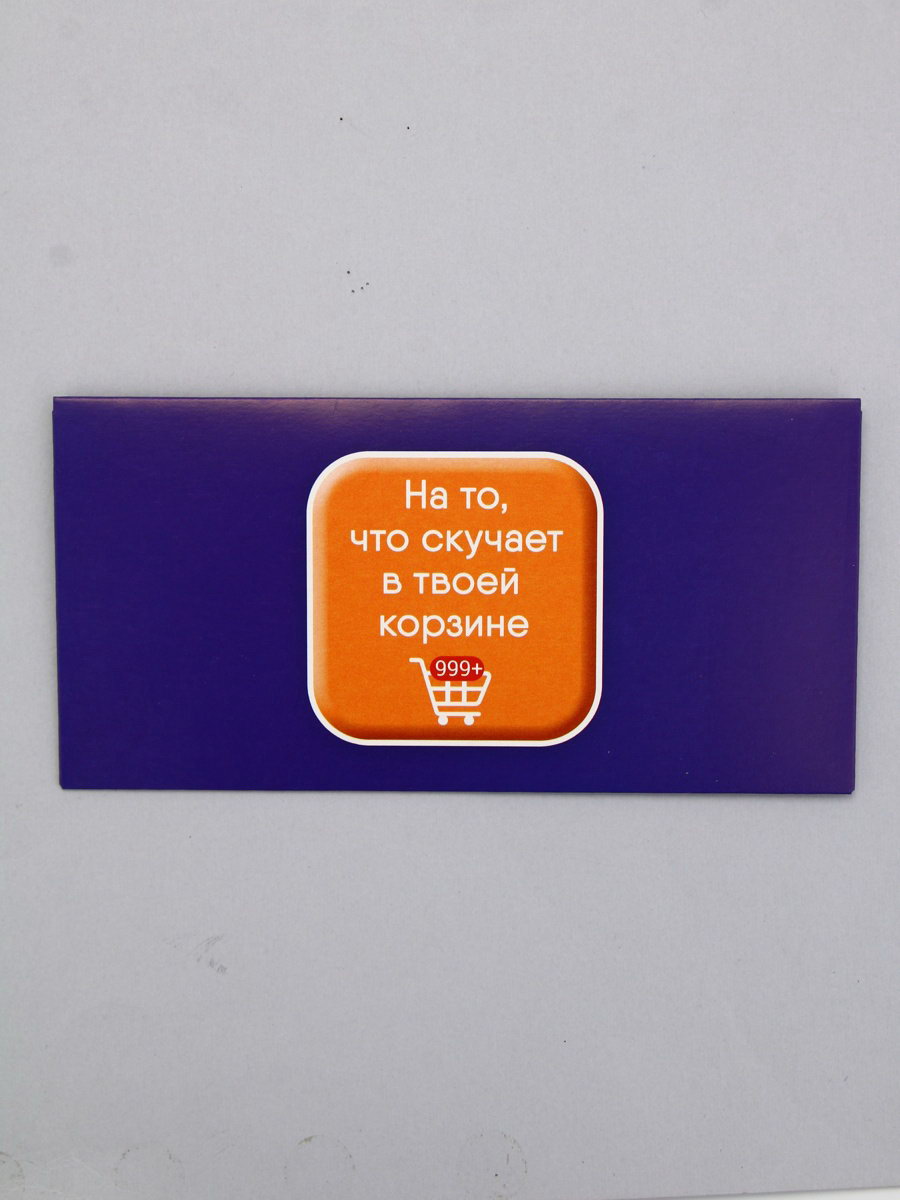 На то,
что скучает
в твоей
корзине
999+